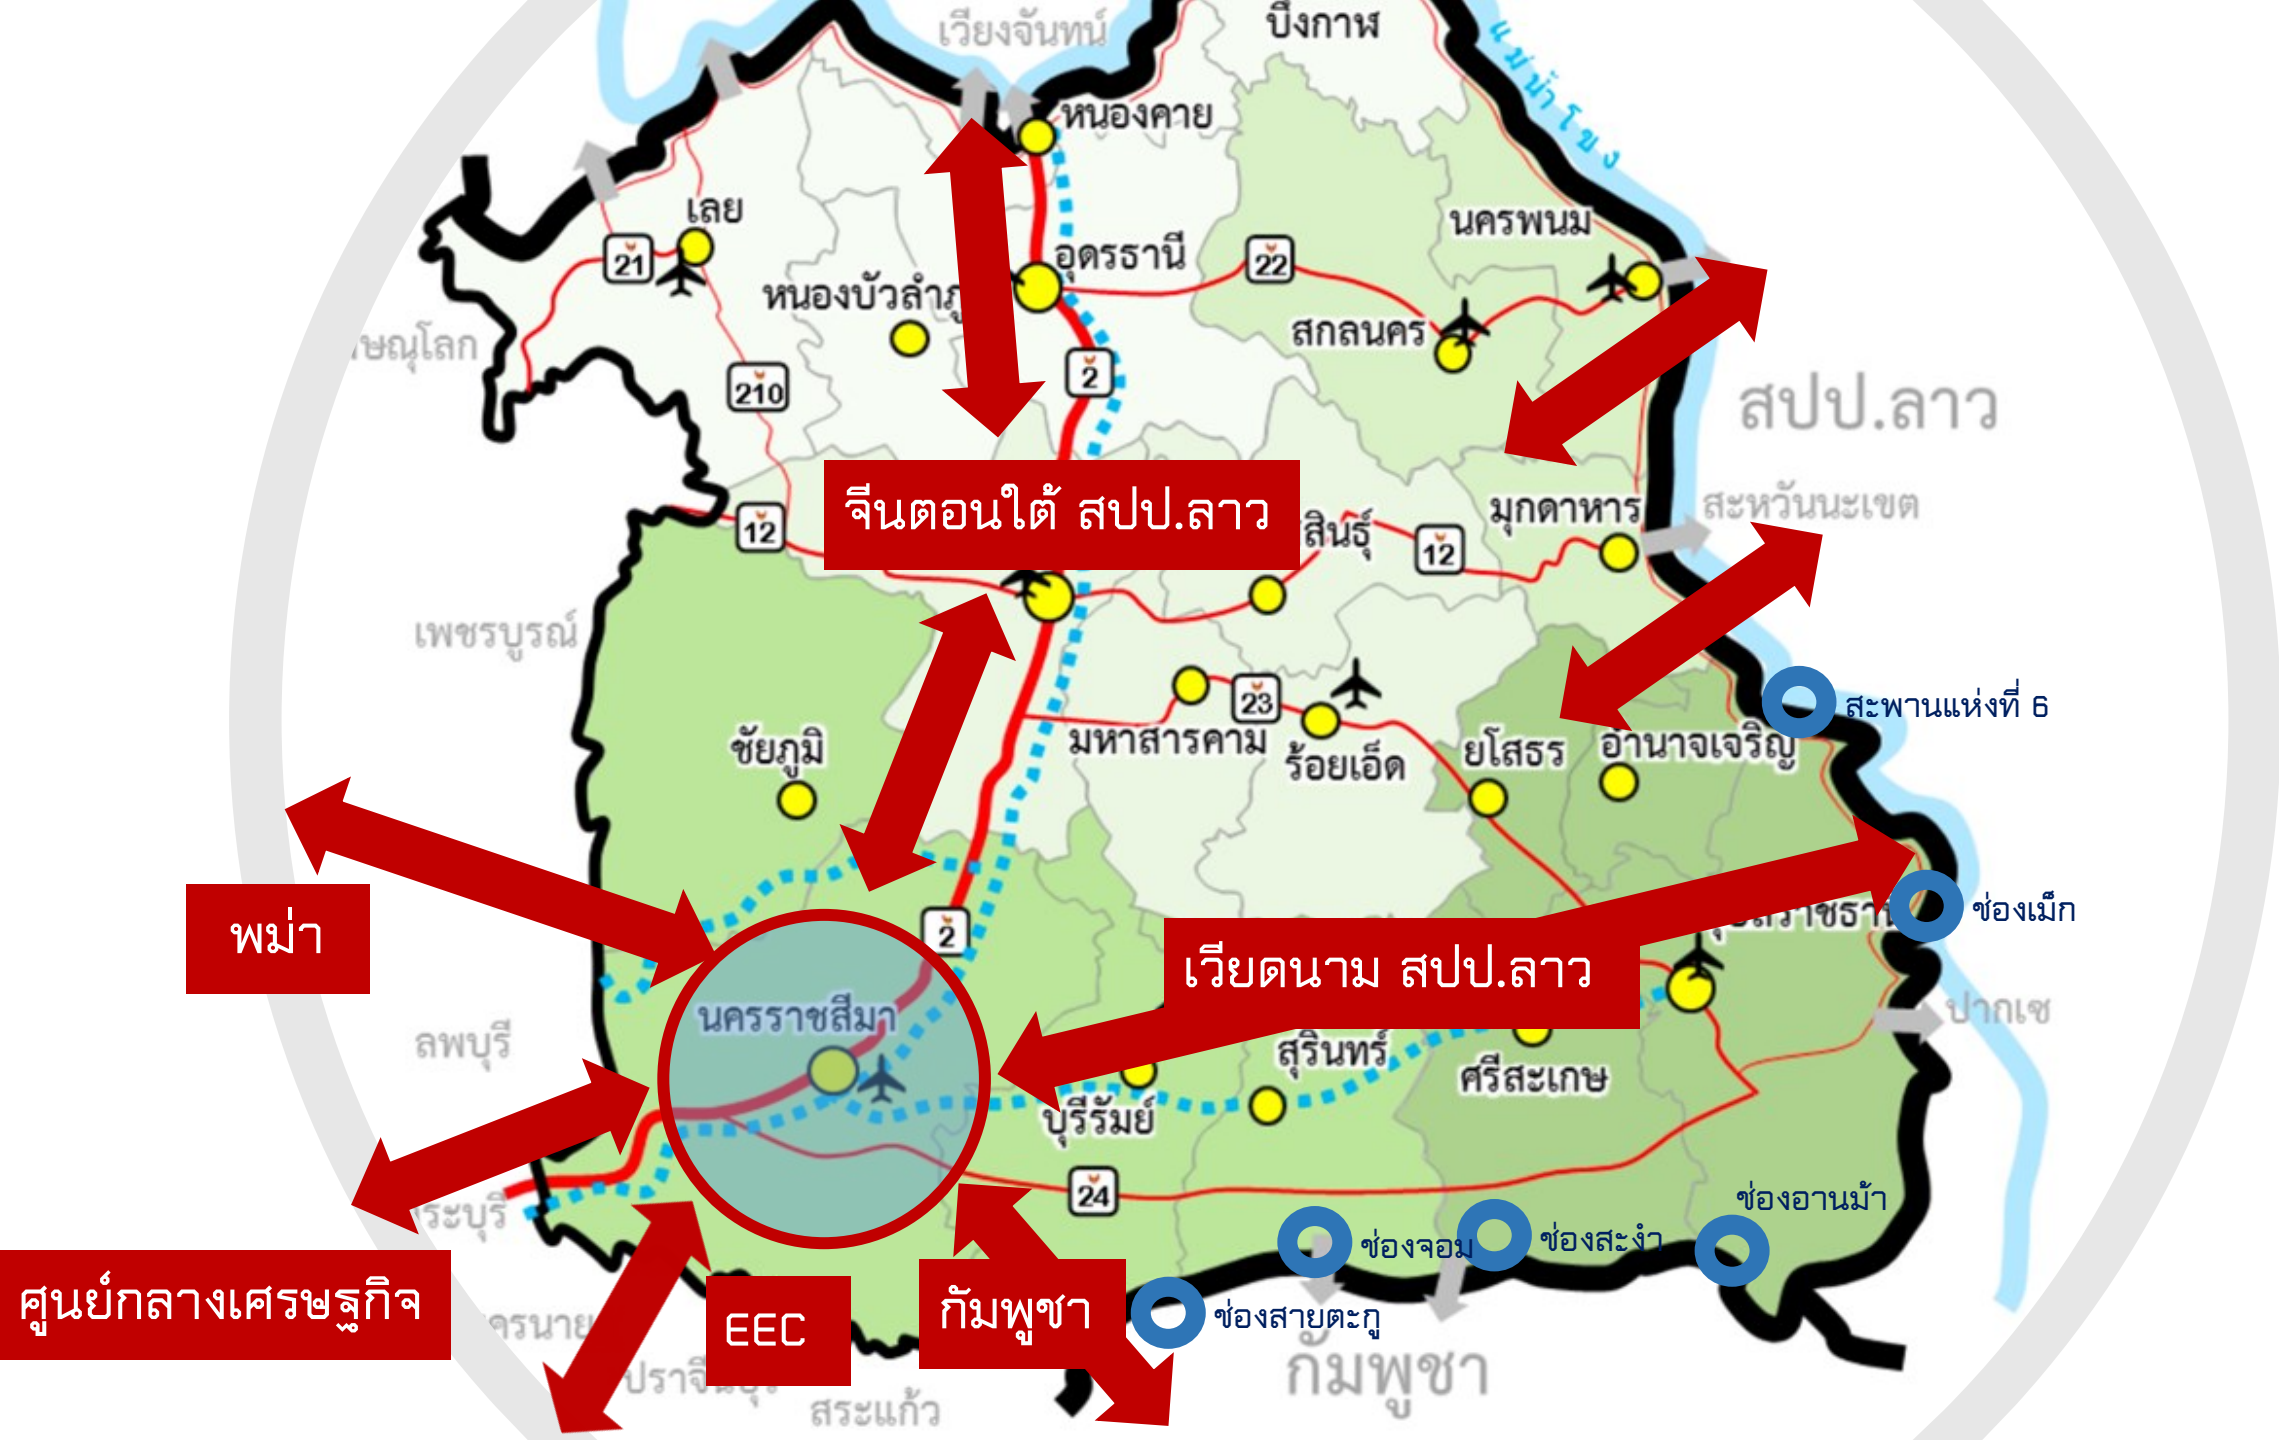 เวียงจันทน์
บึงกาฬ
แม่น้ำโขง
หนองคาย
เลย
21
อุดรธานี
22
นครพนม
หนองบัวลำภู
สกลนคร
2
210
สปป.ลาว
สะหวันนะเขต
จีนตอนใต้ สปป.ลาว
12
สินธุ์
12
มุกดาหาร
เพชรบูรณ์
23
สะพานแห่งที่ 6
ชัยภูมิ
มหาสารคาม
ร้อยเอ็ด
ยโสธร
อำนาจเจริญ
พม่า
2
เวียดนาม สปป.ลาว
ช่องเม็ก
นครราชสีมา
ปากเซ
ลพบุรี
สุรินทร์
ศรีสะเกษ
บุรีรัมย์
24
ช่องอานม้า
ช่องจอม
ช่องสะงำ
ศูนย์กลางเศรษฐกิจ
EEC
กัมพูชา
ช่องสายตะกู
กัมพูชา
สระแก้ว